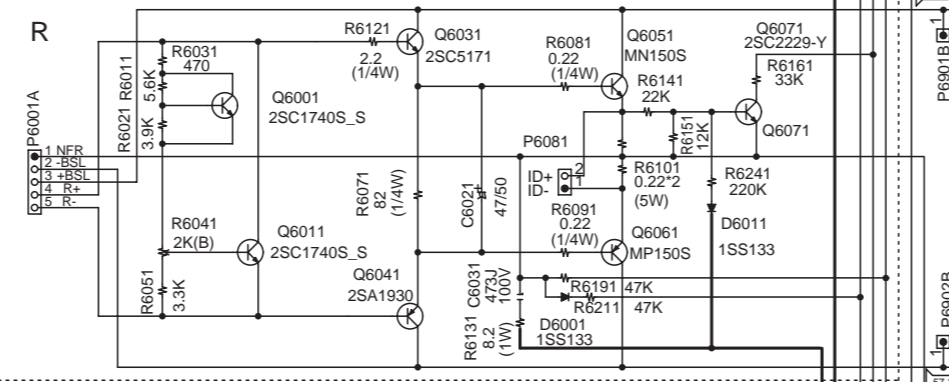 R
R6121
2.2
(1/4W)
Q6031
2SC5171
R6081
0.22
(1/4W)
Q6051
MN150S
Q6071
2SC2229-Y
R6161
33K
P6901B
1
R6031
470
R6011
5.6K
R6021
3.9K
Q6001
2SC1740S_S
R6141
22K
Q6071
R6151
12K
P6001A
1 NFR
2 -BSL
3 +BSL
4 R+
5 R-
P6081
ID+
ID-
2
1
R6101
0.22*2
(5W)
R6241
220K
R6071
82
(1/4W)
C6021
47/50
R6091
0.22
(1/4W)
Q6061
MP150S
D6011
1SS133
R6041
2K(B)
Q6011
2SC1740S_S
R6051
3.3K
Q6041
2SA1930
C6031
473J
100V
R6191
47K
R6211
47K
R6131
8.2
(1W)
D6001
1SS133
P6902B
1